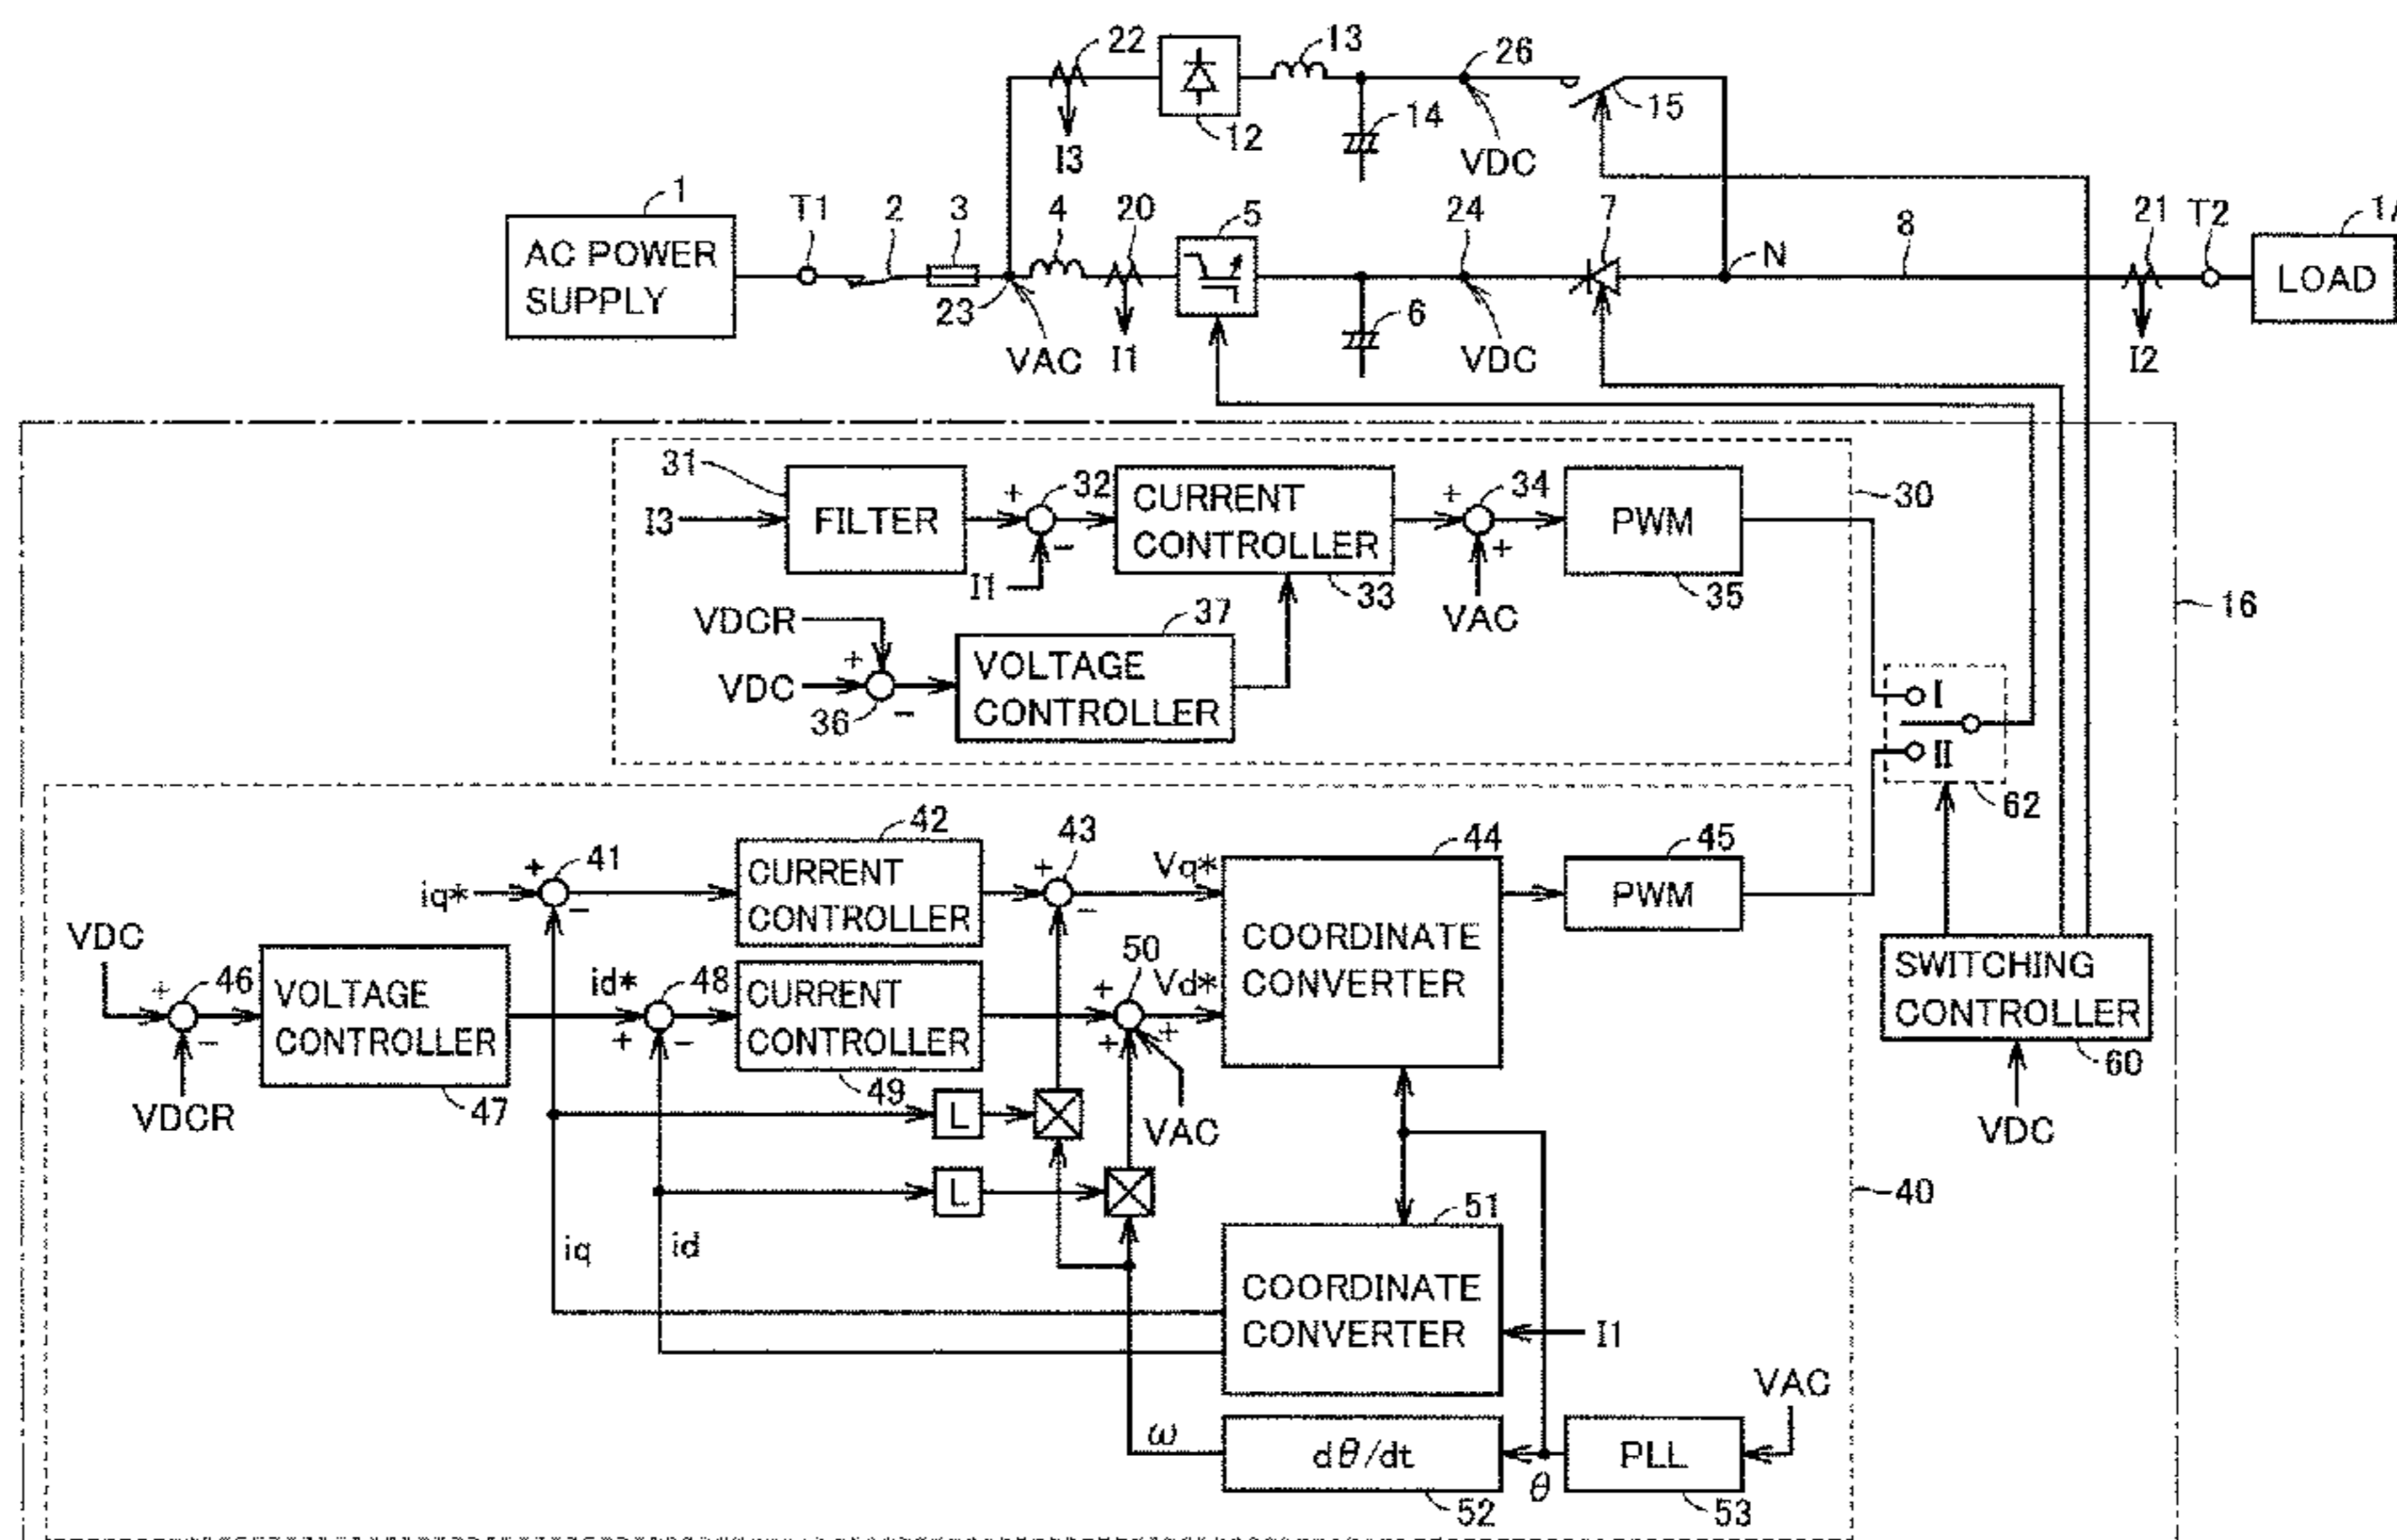 22
13
26
12
14
15
I3
VDC
1
AC POWER
SUPPLY
T1
2
3
4
20
5
24
7
N
8
21
T2
LOAD
23
VAC
I1
6
VDC
I2
31
I3
FILTER
+
32
-
I1
CURRENT
CONTROLLER
33
+
34
+
VAC
PWM
35
30
16
VDCR
VDC
+
36
-
37
VOLTAGE
CONTROLLER
I
II
62
iq*
+
41
-
42
CURRENT
CONTROLLER
+
43
-
Vq*
44
COORDINATE
CONVERTER
45
PWM
VDC
+
46
-
VDCR
VOLTAGE
CONTROLLER
47
id*
48
+
-
CURRENT
CONTROLLER
49
50
+
+
+
Vd*
VAC
SWITCHING
CONTROLLER
60
VDC
L
L
40
iq
id
51
COORDINATE
CONVERTER
I1
ω
dθ/dt
52
θ
PLL
53
VAC